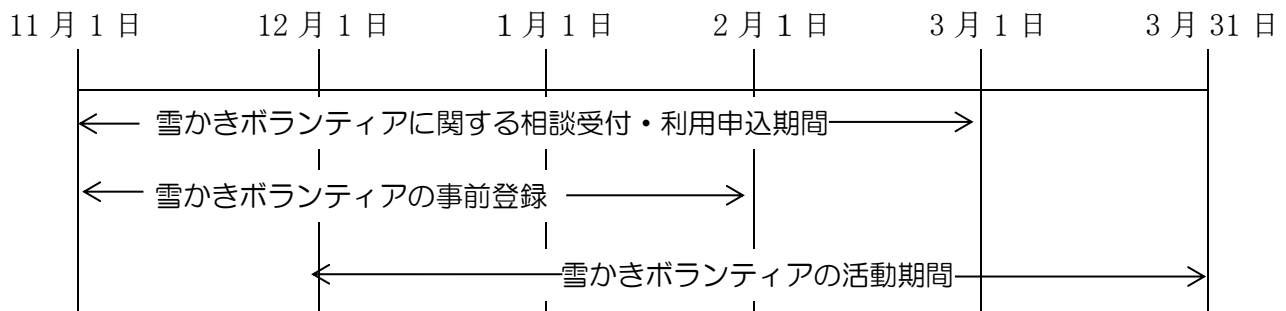 11月1日 12月1日 1月1日 2月1日 3月1日 3月31日
雪かきボランティアに関する相談受付・利用申込期間
雪かきボランティアの事前登録
雪かきボランティアの活動期間